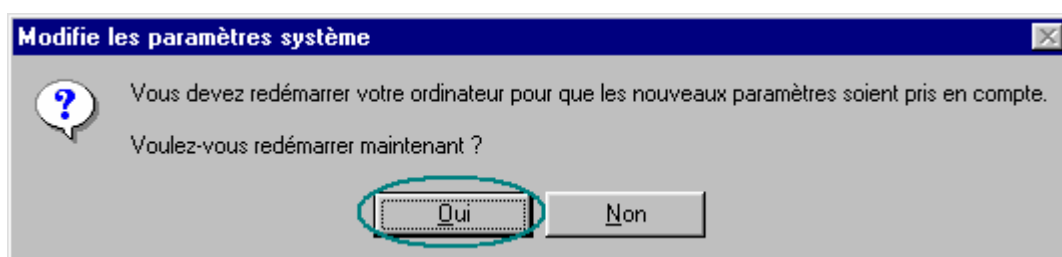 Modifie les paramètres système
Vous devez redémarrer votre ordinateur pour que les nouveaux paramètres soient pris en compte.
Voulez-vous redémarrer maintenant ?
Oui Non